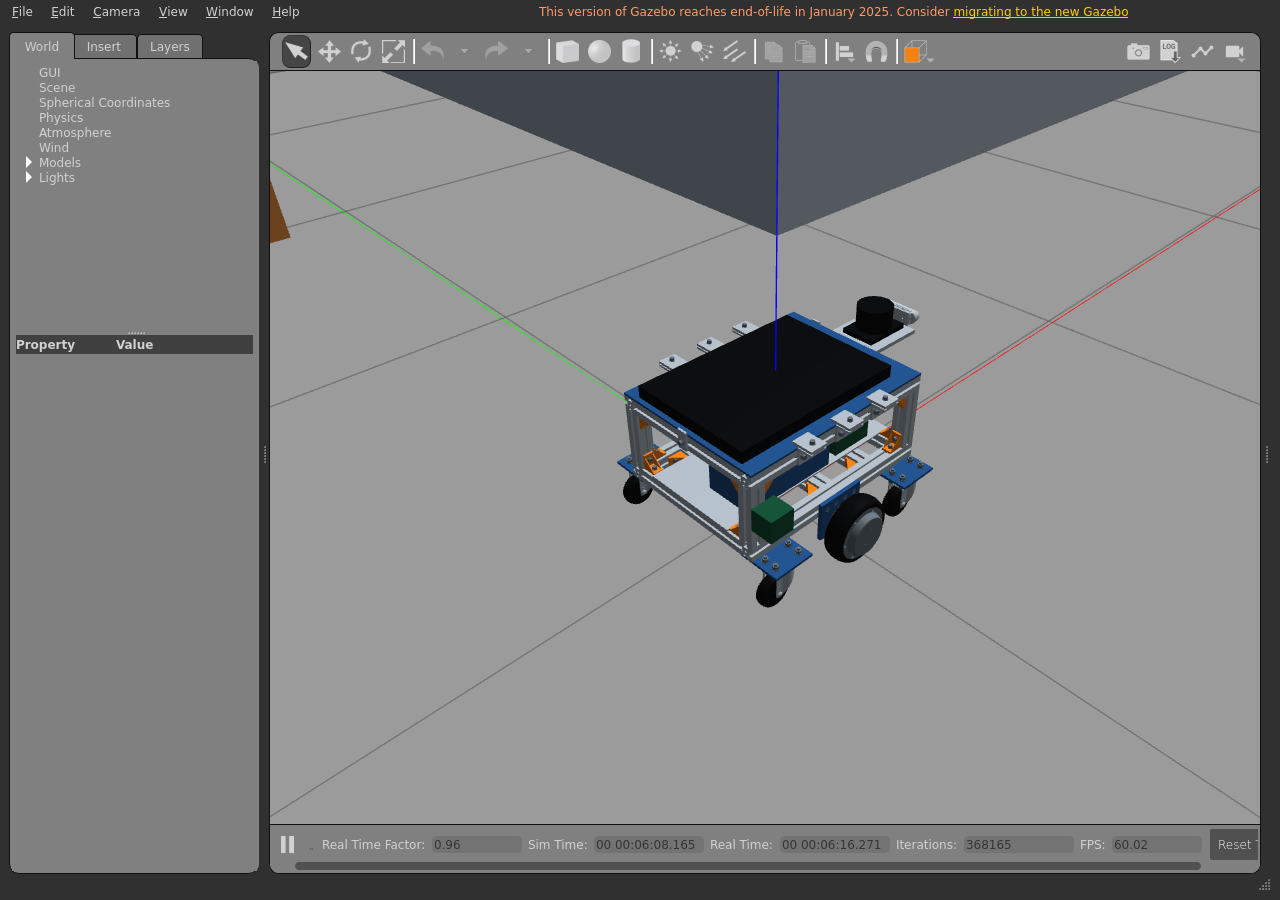 File Edit Camera View Window Help This version of Gazebo reaches end-of-life in January 2025. Consider migrating to the new Gazebo
World Insert Layers
LOG
GUI
Scene
Spherical Coordinates
Physics
Atmosphere
Wind
Models
Lights
Property Value
Real Time Factor: 0.96 Sim Time: 00 00:06:08.165 Real Time: 00 00:06:16.271 Iterations: 368165 FPS: 60.02 Reset